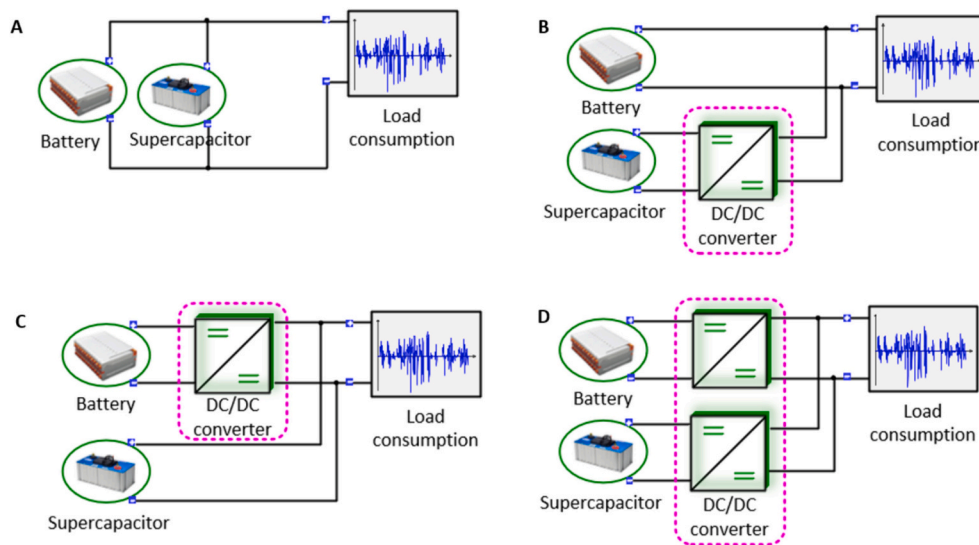 A
Battery
Supercapacitor
Load
consumption
B
Battery
Supercapacitor
DC/DC
converter
Load
consumption
C
Battery
DC/DC
converter
Supercapacitor
Load
consumption
D
Battery
Supercapacitor
DC/DC
converter
Load
consumption